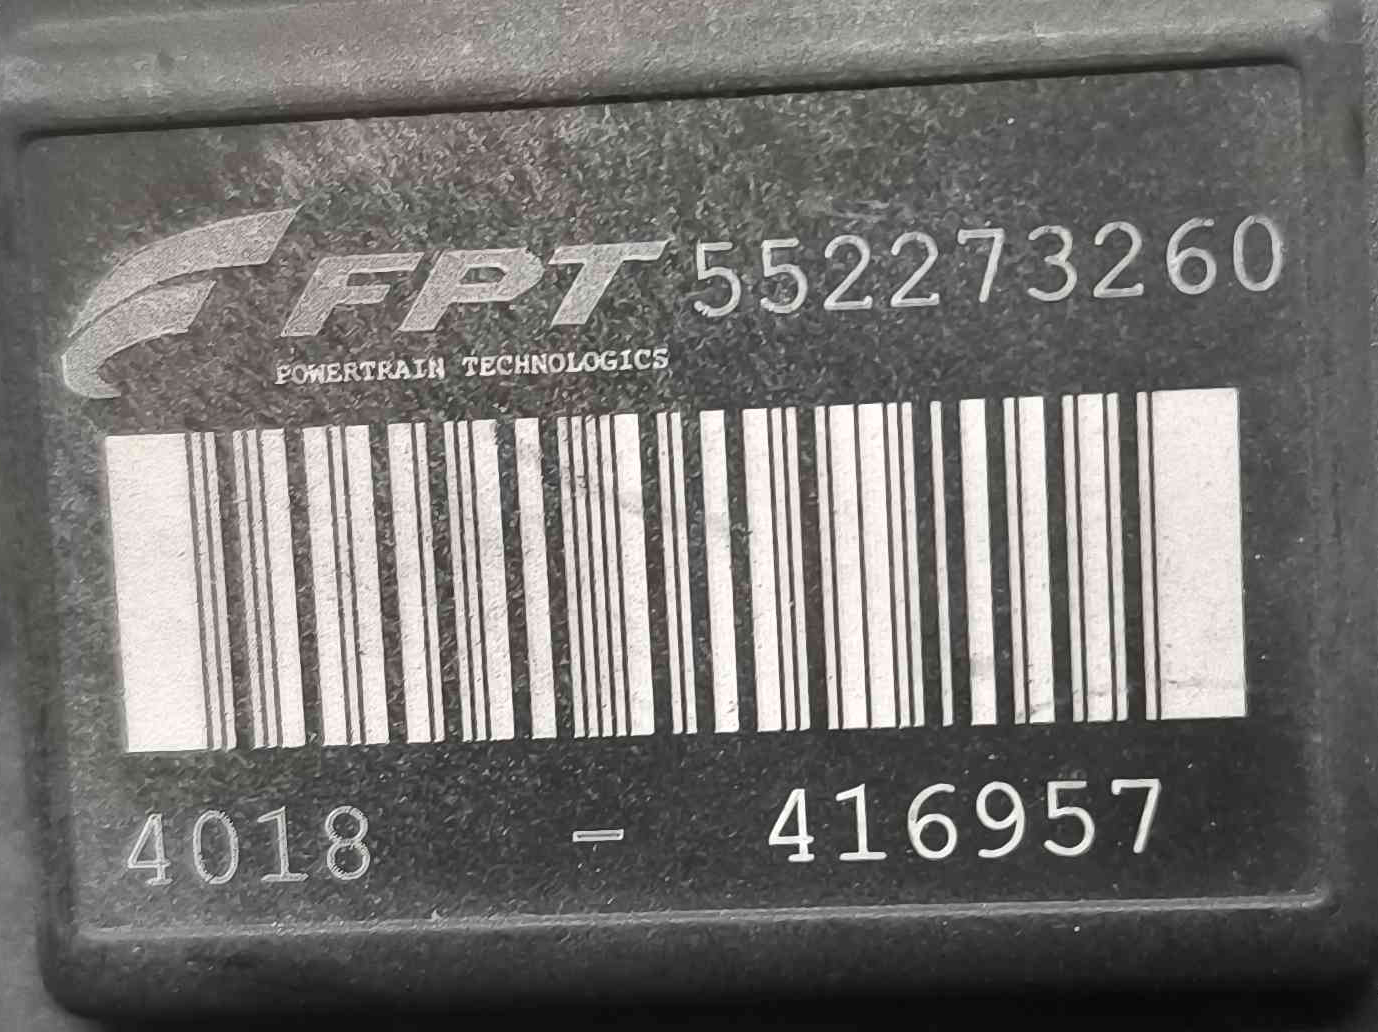 FPT 552273260
POWERTRAIN TECHNOLOGICS
4018 - 416957